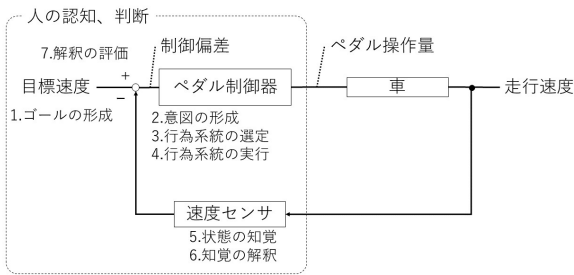 人の認知、判断
7.解釈の評価
制御偏差
ペダル操作量
目標速度
+
−
ペダル制御器
車
走行速度
1.ゴールの形成
2.意図の形成
3.行為系統の選定
4.行為系統の実行
速度センサ
5.状態の知覚
6.知覚の解釈